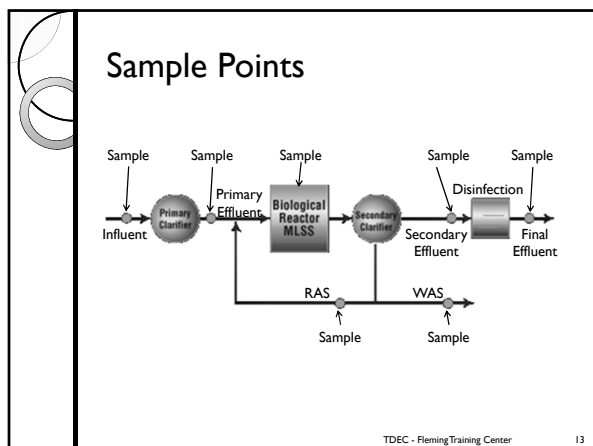 Sample Points
Sample
Sample
Sample
Sample
Sample
Disinfection
Primary
Effluent
Primary
Clarifier
Biological
Reactor
MLSS
Secondary
Clarifier
Influent
Secondary
Effluent
Final
Effluent
RAS
WAS
Sample
Sample
TDEC - Fleming Training Center
13